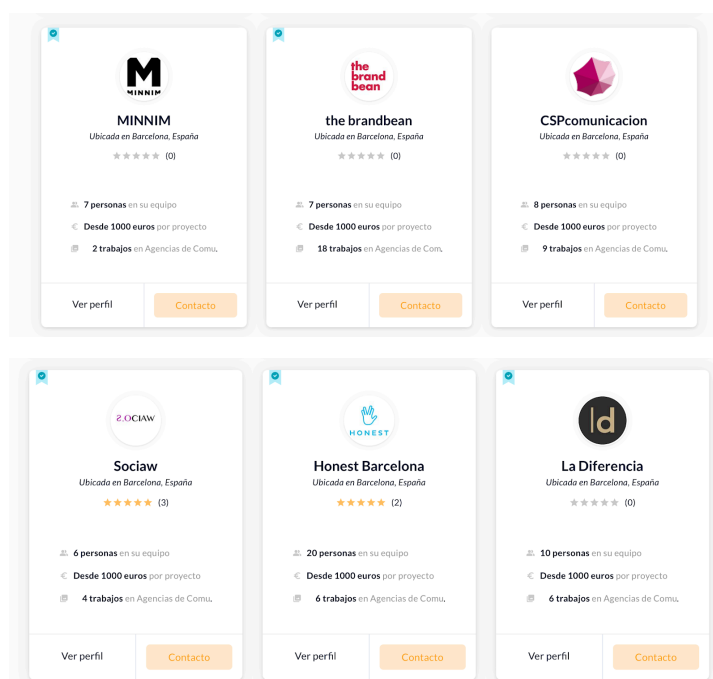 M
MINNIM
MINNIM
Ubicada en Barcelona, España
(0)
7 personas en su equipo
Desde 1000 euros por proyecto
2 trabajos en Agencias de Comu.
Ver perfil
Contacto
the
brand
bean
the brandbean
Ubicada en Barcelona, España
(0)
7 personas en su equipo
Desde 1000 euros por proyecto
18 trabajos en Agencias de Com.
Ver perfil
Contacto
CSPcomunicacion
Ubicada en Barcelona, España
(0)
8 personas en su equipo
€ Desde 1000 euros por proyecto
9 trabajos en Agencias de Comu.
Ver perfil
Contacto
S.OCIAW
Sociaw
Ubicada en Barcelona, España
(3)
6 personas en su equipo
€ Desde 1000 euros por proyecto
4 trabajos en Agencias de Comu.
Ver perfil
Contacto
HONEST
Honest Barcelona
Ubicada en Barcelona, España
(2)
20 personas en su equipo
€ Desde 1000 euros por proyecto
6 trabajos en Agencias de Comu.
Ver perfil
Contacto
ld
La Diferencia
Ubicada en Barcelona, España
(0)
10 personas en su equipo
€ Desde 1000 euros por proyecto
6 trabajos en Agencias de Comu.
Ver perfil
Contacto